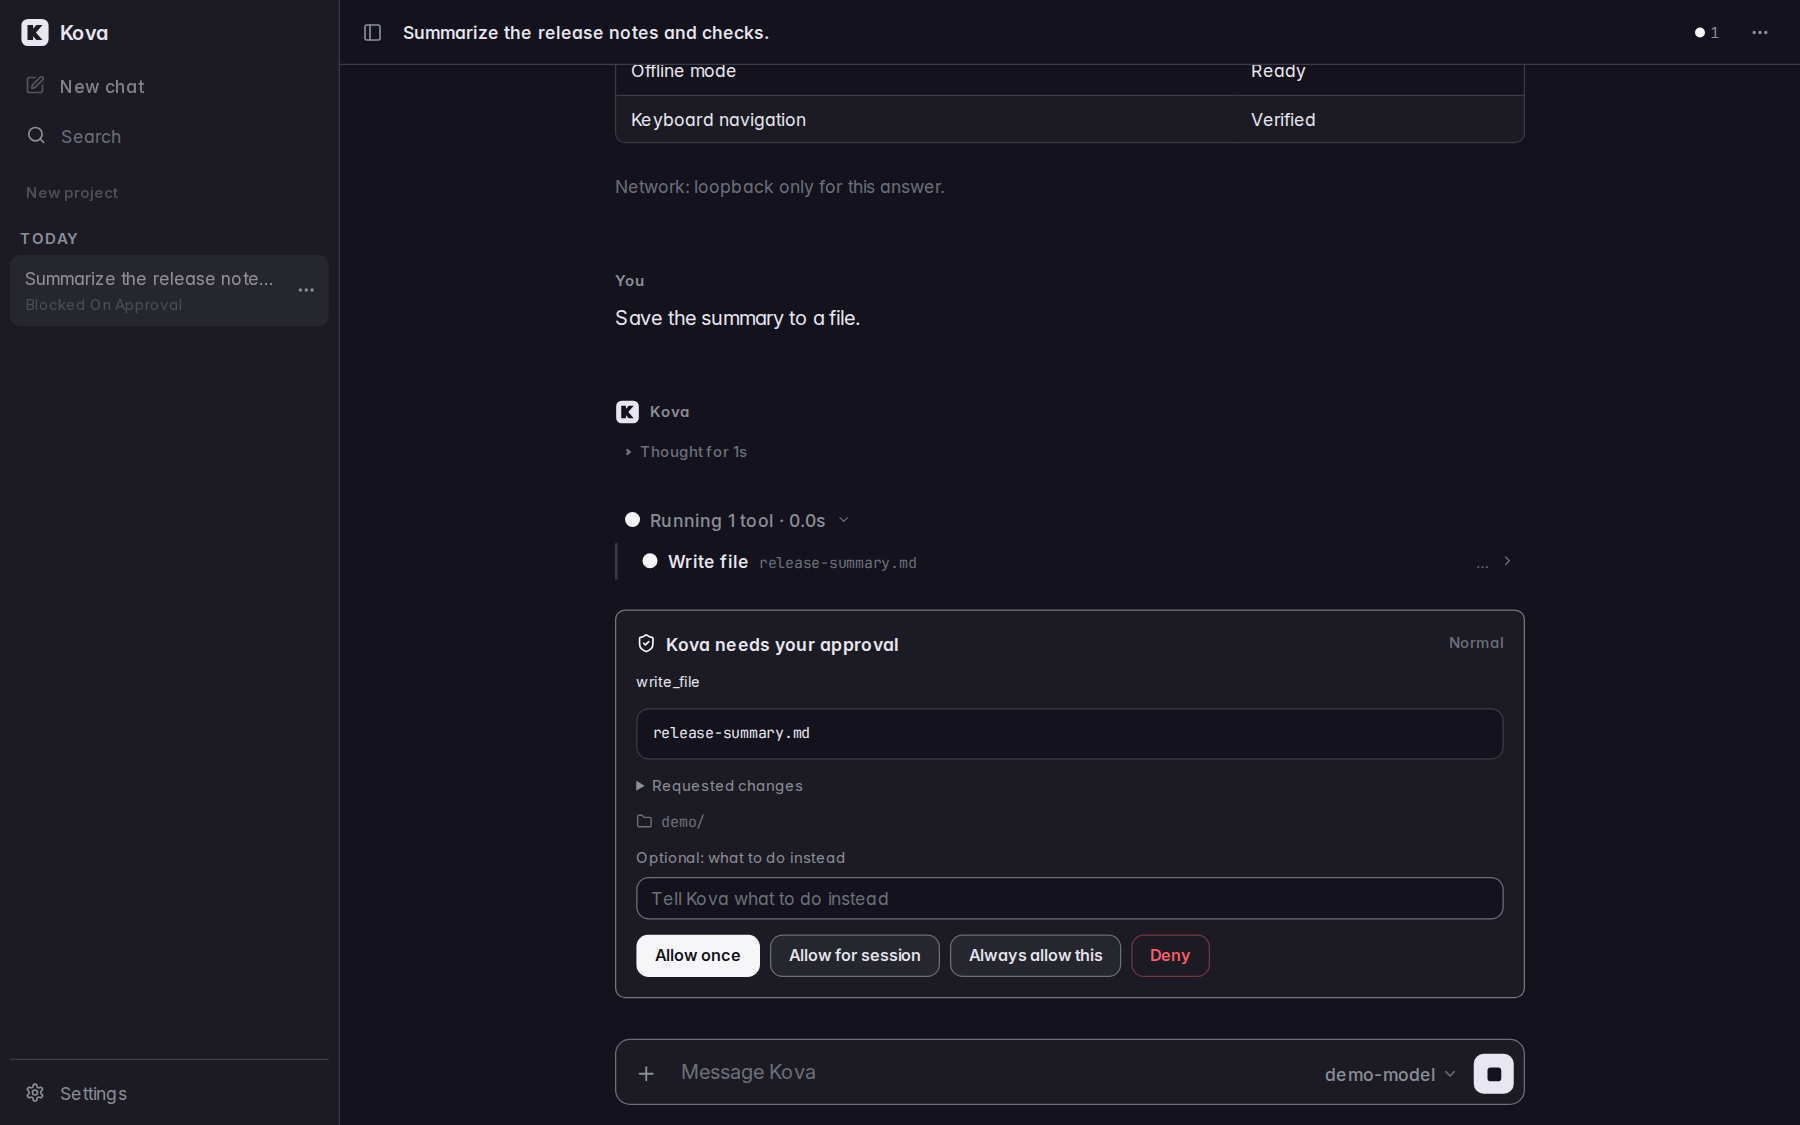 Kova
New chat
Search
New project
TODAY
Summarize the release note...
Blocked On Approval
Settings
Summarize the release notes and checks.
1
Offline mode Ready
Keyboard navigation Verified
Network: loopback only for this answer.
You
Save the summary to a file.
Kova
Thought for 1s
Running 1 tool · 0.0s
Write file release-summary.md ...
Kova needs your approval Normal
write_file
release-summary.md
Requested changes
demo/
Optional: what to do instead
Tell Kova what to do instead
Allow once Allow for session Always allow this Deny
Message Kova demo-model